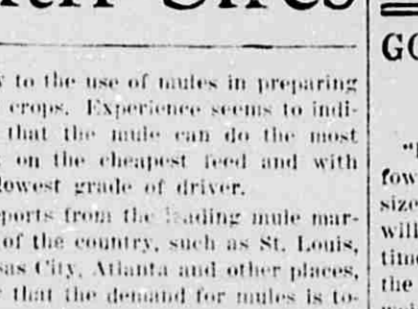 y to the use of mules in preparing
crops. Experience seems to indi-
that the mule can do the most
on the cheapest feed and with
lowest grade of driver.
eports from the leading mule mar-
of the country, such as St. Louis,
sas City, Atlanta and other places,
that the demand for mules is to-
GO
"
fow
size
will
time
the